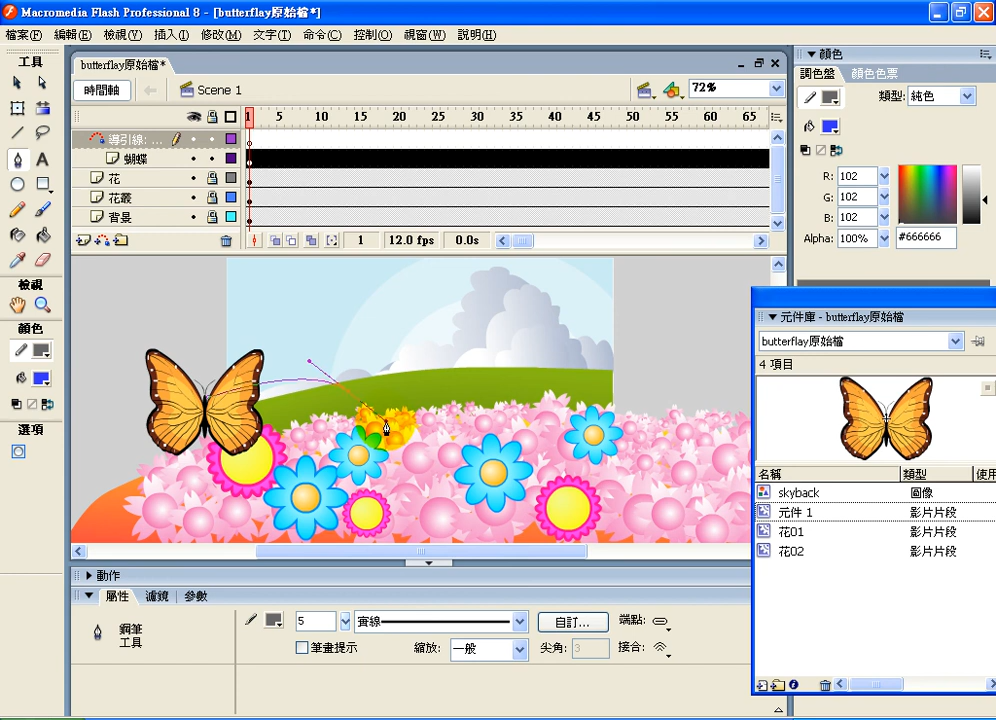 Macromedia Flash Professional 8 - [butterflay原始檔*]
檔案(F) 編輯(E) 檢視(V) 插入(I) 修改(M) 文字(T) 命令(C) 控制(O) 視窗(W) 說明(H)
工具
檢視
顏色
選項
butterflay原始檔*
時間軸
Scene 1
72%
1 5 10 15 20 25 30 35 40 45 50 55 60 65
導引線: ...
蝴蝶
花
花叢
背景
1 12.0 fps 0.0s
顏色
調色盤 顏色色票
類型: 純色
R: 102
G: 102
B: 102
Alpha: 100% #666666
元件庫 - butterflay原始檔
butterflay原始檔
4 項目
名稱 類型 使用
skyback 圖像
元件 1 影片片段
花01 影片片段
花02 影片片段
動作
屬性 濾鏡 參數
鋼筆
工具
5 實線 自訂... 端點:
筆畫提示 縮放: 一般 尖角: 3 接合: